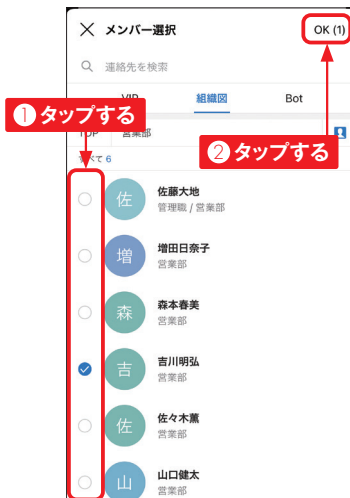 メンバー選択 OK (1)
連絡先を検索
VIP 組織図 Bot
① タップする
② タップする
TOP 営業部
すべて 6
佐 佐藤大地
管理職 / 営業部
増 増田日奈子
営業部
森 森本春美
営業部
吉 吉川明弘
営業部
佐 佐々木薫
営業部
山 山口健太
営業部